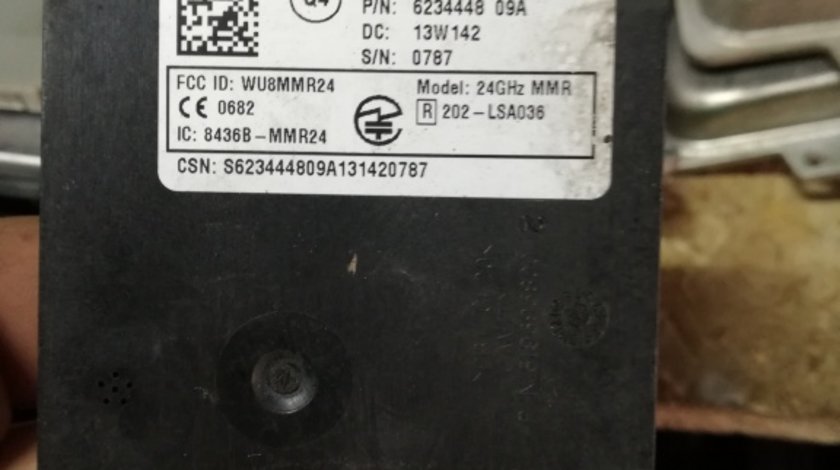 Q4
P/N: 6234448 09A
DC: 13W142
S/N: 0787
FCC ID: WU8MMR24
Model: 24GHz MMR
CE 0682
R 202-LSA036
IC: 8436B-MMR24
CSN: S623444809A131420787